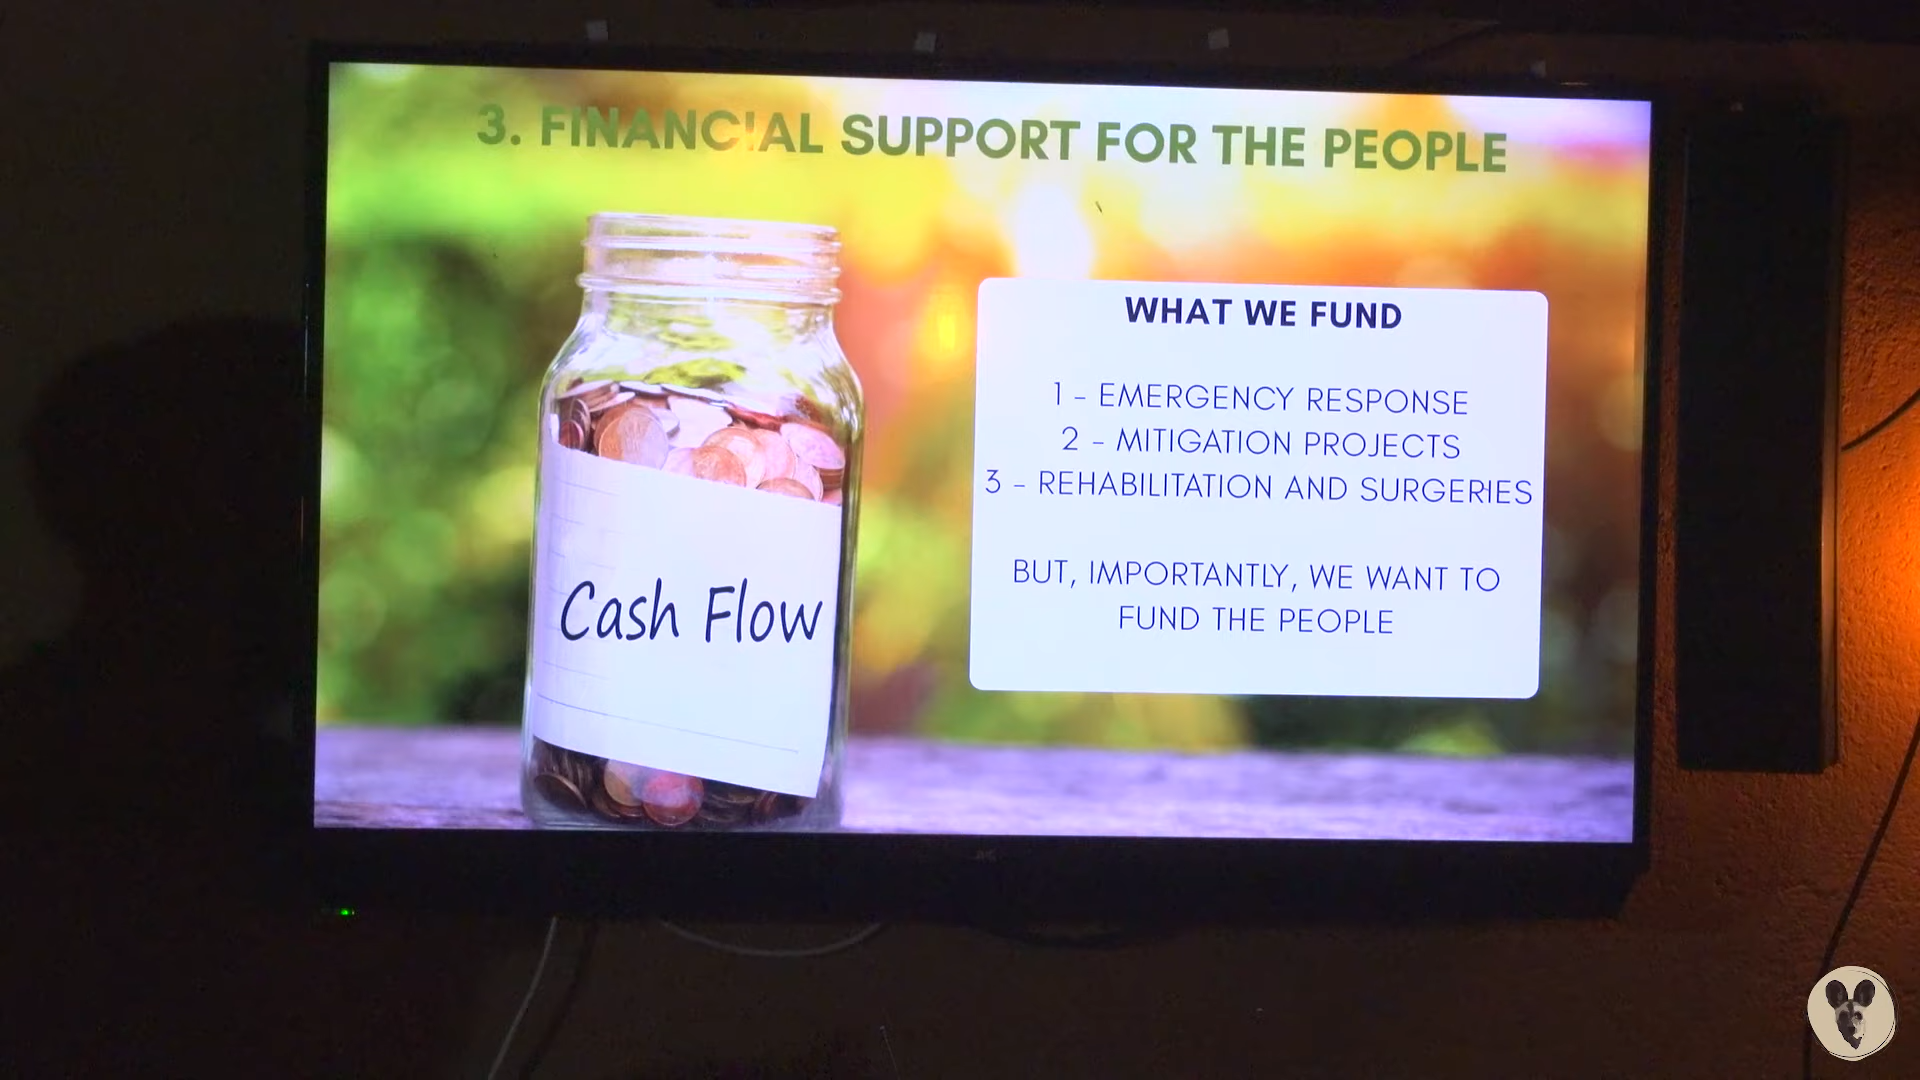 3. FINANCIAL SUPPORT FOR THE PEOPLE
WHAT WE FUND
1 - EMERGENCY RESPONSE
2 - MITIGATION PROJECTS
3 - REHABILITATION AND SURGERIES
BUT, IMPORTANTLY, WE WANT TO
FUND THE PEOPLE
Cash Flow